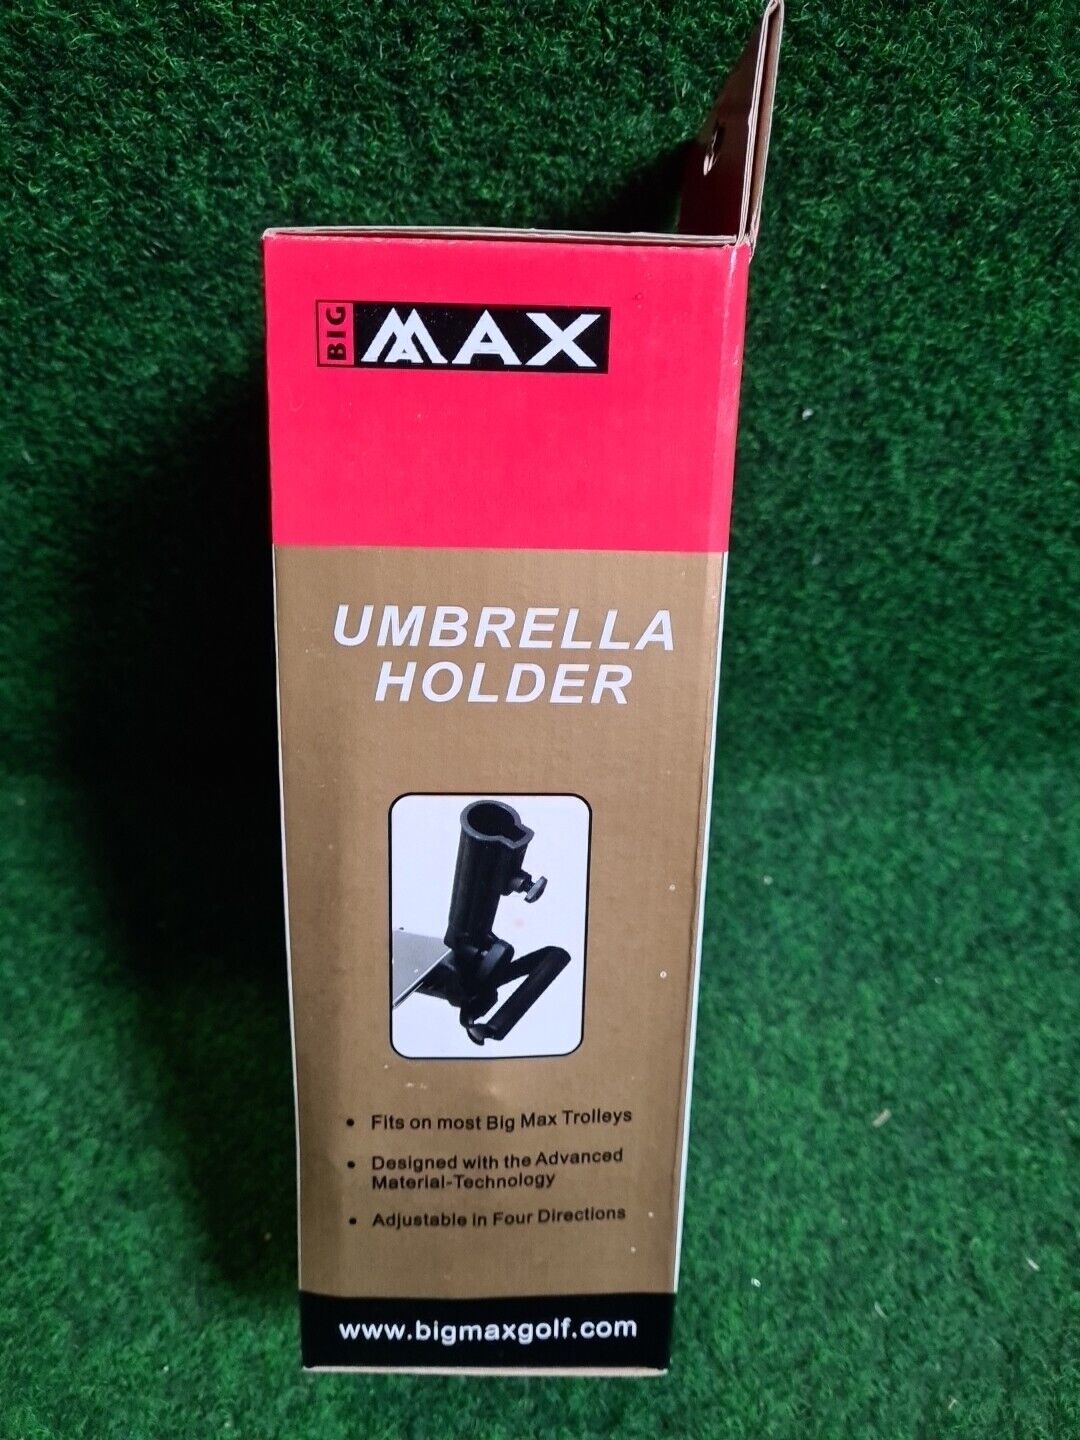 BIG MAX
UMBRELLA
HOLDER
• Fits on most Big Max Trolleys
• Designed with the Advanced
Material-Technology
• Adjustable in Four Directions
www.bigmaxgolf.com